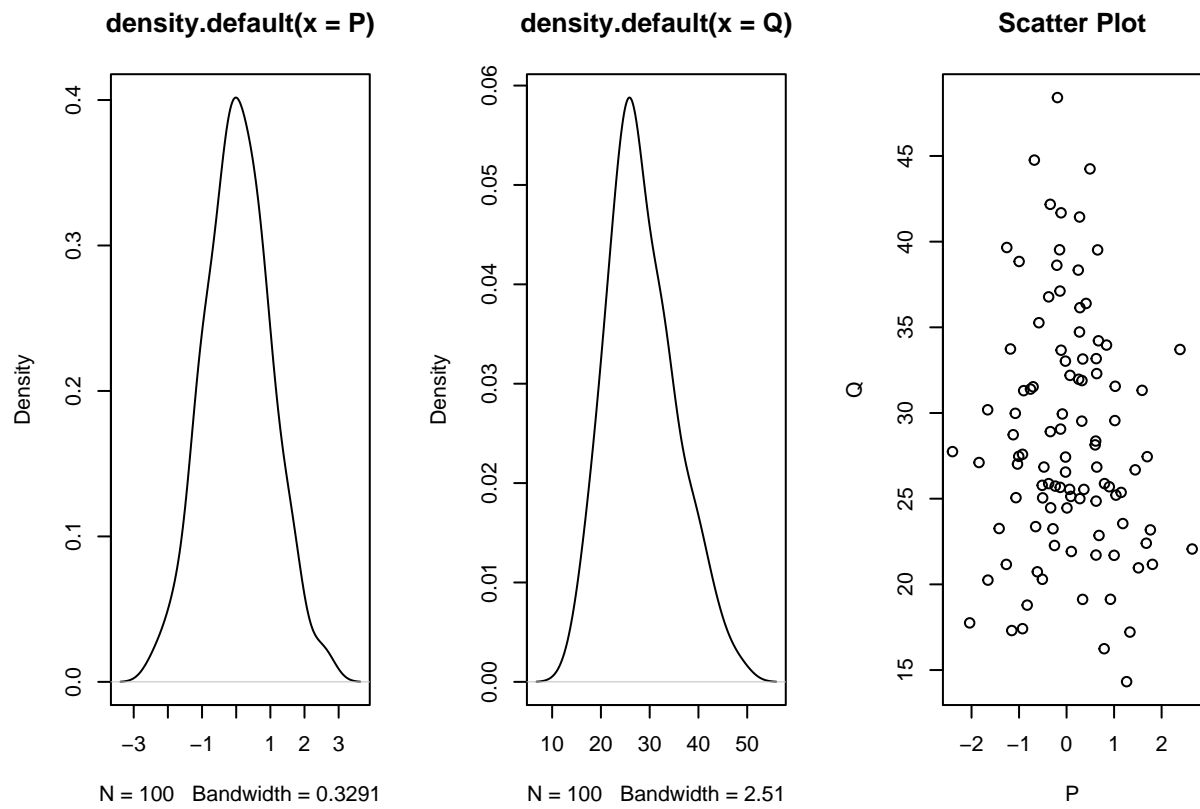 density.default(x = P)
Density
0.0 0.1 0.2 0.3 0.4
−3 −1 1 3
N = 100 Bandwidth = 0.3291
density.default(x = Q)
Density
0.00 0.01 0.02 0.03 0.04 0.05 0.06
10 20 30 40 50
N = 100 Bandwidth = 2.51
Scatter Plot
Q
15 20 25 30 35 40 45
−2 −1 0 1 2
P